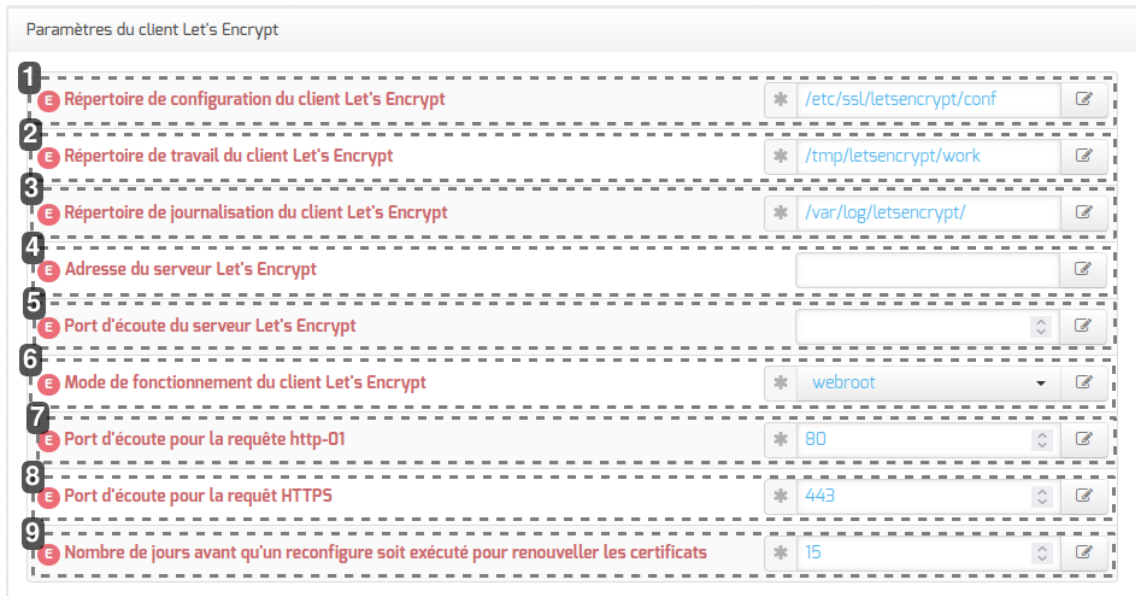 Paramètres du client Let's Encrypt
1
E Répertoire de configuration du client Let's Encrypt * /etc/ssl/letsencrypt/conf
2
E Répertoire de travail du client Let's Encrypt * /tmp/letsencrypt/work
3
E Répertoire de journalisation du client Let's Encrypt * /var/log/letsencrypt/
4
E Adresse du serveur Let's Encrypt
5
E Port d'écoute du serveur Let's Encrypt
6
E Mode de fonctionnement du client Let's Encrypt * webroot
7
E Port d'écoute pour la requête http-01 * 80
8
E Port d'écoute pour la requêt HTTPS * 443
9
E Nombre de jours avant qu'un reconfigure soit exécuté pour renouveller les certificats * 15